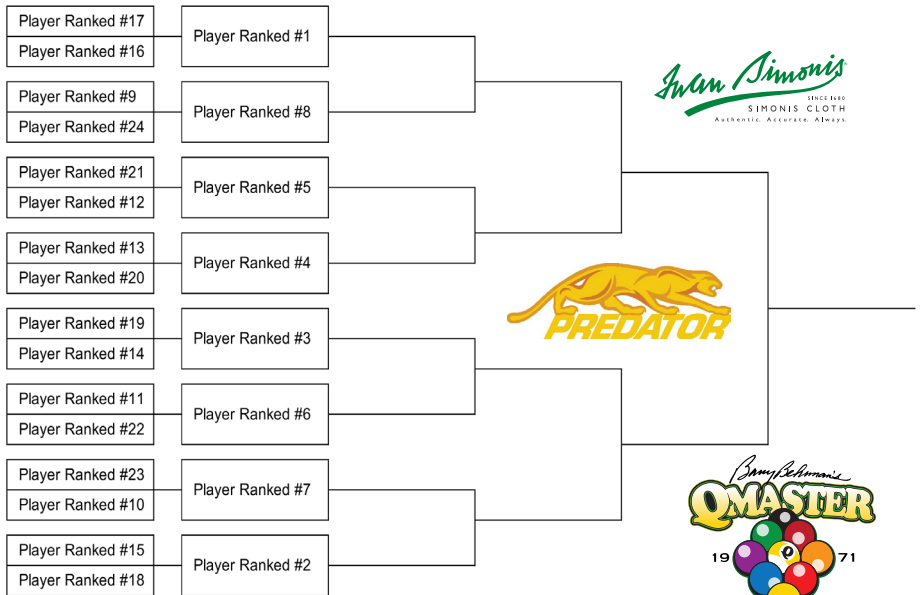 Player Ranked #17
Player Ranked #16
Player Ranked #1
Player Ranked #9
Player Ranked #24
Player Ranked #8
Player Ranked #21
Player Ranked #12
Player Ranked #5
Player Ranked #13
Player Ranked #20
Player Ranked #4
Player Ranked #19
Player Ranked #14
Player Ranked #3
Player Ranked #11
Player Ranked #22
Player Ranked #6
Player Ranked #23
Player Ranked #10
Player Ranked #7
Player Ranked #15
Player Ranked #18
Player Ranked #2
Iwan Simonis
SINCE 1680
SIMONIS CLOTH
Authentic. Accurate. Always.
PREDATOR
Barry Behrman's
QMASTER
19 Q 71